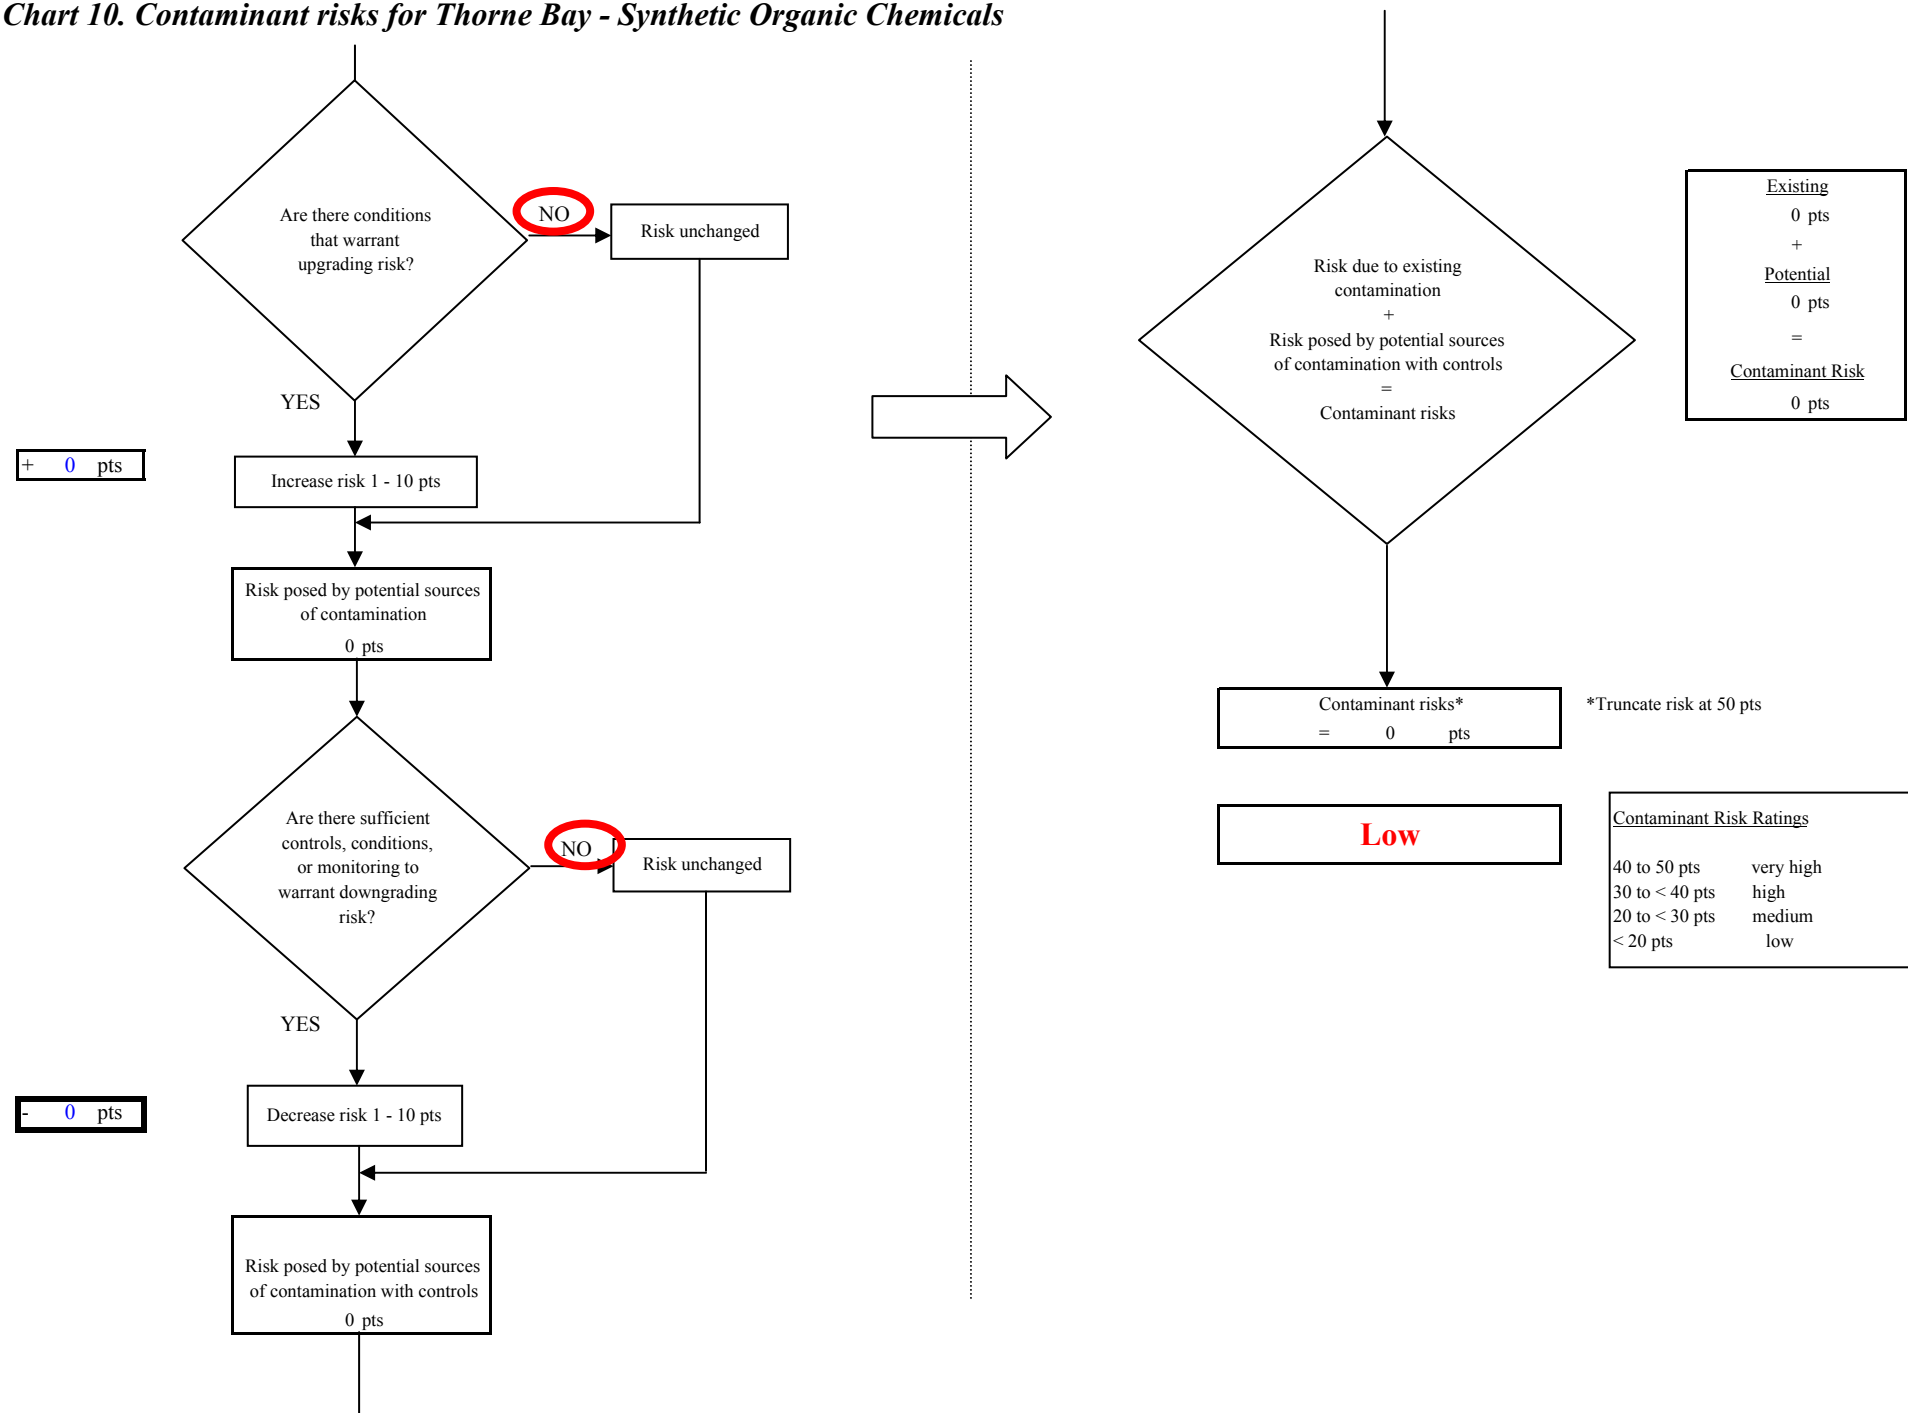 Chart 10. Contaminant risks for Thorne Bay - Synthetic Organic Chemicals
Are there conditions
that warrant
upgrading risk?
NO
Risk unchanged
YES
+ 0 pts
Increase risk 1 - 10 pts
Risk posed by potential sources
of contamination
0 pts
Are there sufficient
controls, conditions,
or monitoring to
warrant downgrading
risk?
NO
Risk unchanged
YES
- 0 pts
Decrease risk 1 - 10 pts
Risk posed by potential sources
of contamination with controls
0 pts
Risk due to existing
contamination
+
Risk posed by potential sources
of contamination with controls
=
Contaminant risks
Existing
0 pts
+
Potential
0 pts
=
Contaminant Risk
0 pts
Contaminant risks*
= 0 pts
*Truncate risk at 50 pts
Low
Contaminant Risk Ratings
40 to 50 pts very high
30 to < 40 pts high
20 to < 30 pts medium
< 20 pts low